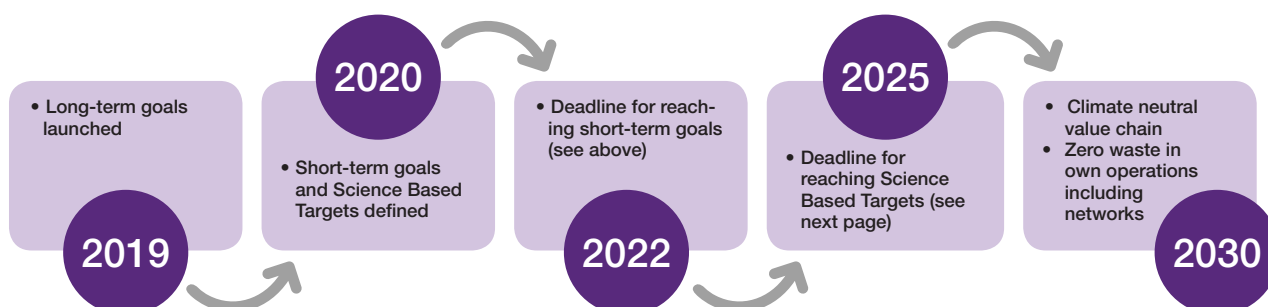 • Long-term goals
launched
2019
2020
• Short-term goals
and Science Based
Targets defined
• Deadline for reach-
ing short-term goals
(see above)
2022
2025
• Deadline for
reaching Science
Based Targets (see
next page)
• Climate neutral
value chain
• Zero waste in
own operations
including
networks
2030